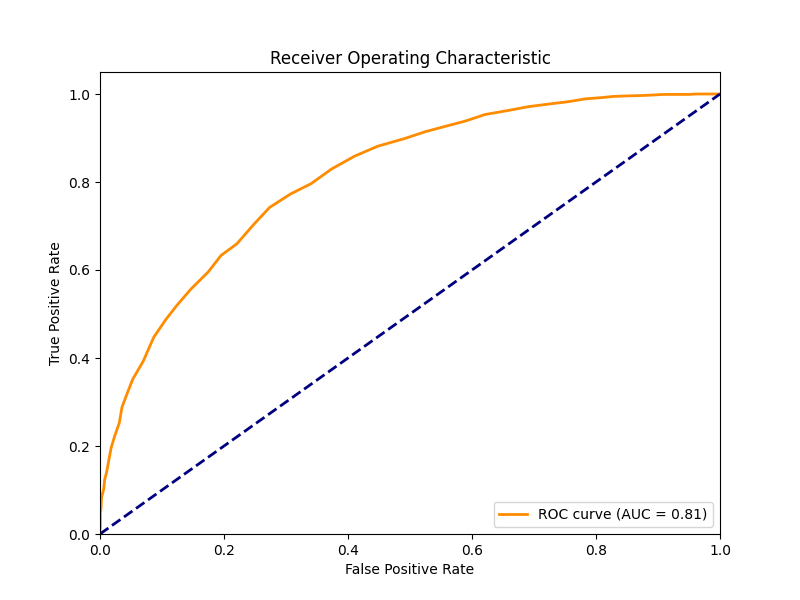 Receiver Operating Characteristic
True Positive Rate
1.0
0.8
0.6
0.4
0.2
0.0
ROC curve (AUC = 0.81)
0.0 0.2 0.4 0.6 0.8 1.0
False Positive Rate